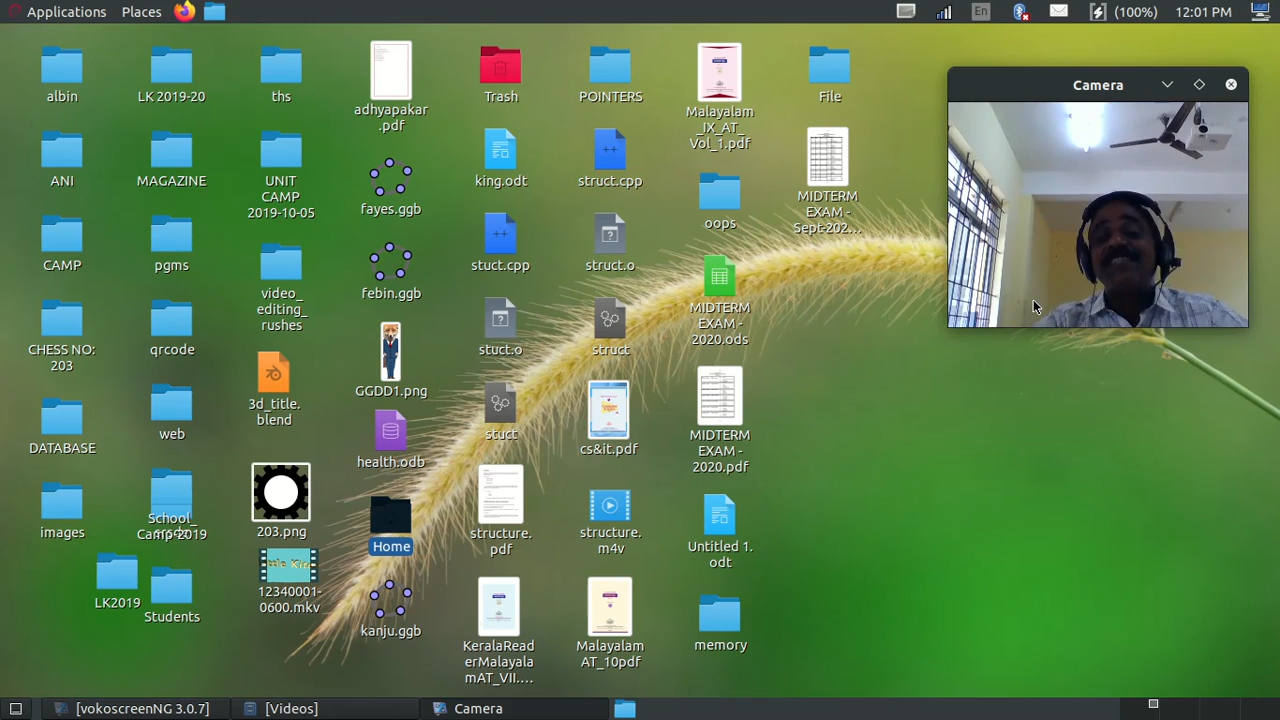 Applications Places En (100%) 12:01 PM
albin
LK 2019-20
ths
adhyapakar
.pdf
Trash
POINTERS
Malayalam
_IX_AT_
Vol_1.pdf
File
Camera
ANI
MAGAZINE
UNIT
CAMP
2019-10-05
fayes.ggb
king.odt
struct.cpp
oops
MIDTERM
EXAM -
Sept-202...
CAMP
pgms
video_
editing_
rushes
febin.ggb
stuct.cpp
struct.o
MIDTERM
EXAM -
2020.ods
CHESS NO:
203
qrcode
3d_title.
blend
GGDD1.png
stuct.o
struct
MIDTERM
EXAM -
2020.pdf
DATABASE
web
203.png
health.odb
stuct
cs&it.pdf
Untitled 1.
odt
images
School_
Camp-2019
12340001-
0600.mkv
Home
structure.
pdf
structure.
m4v
memory
LK2019
Students
kanju.ggb
KeralaRead
erMalayala
mAT_VII....
Malayalam
AT_10pdf
[vokoscreenNG 3.0.7] [Videos] Camera